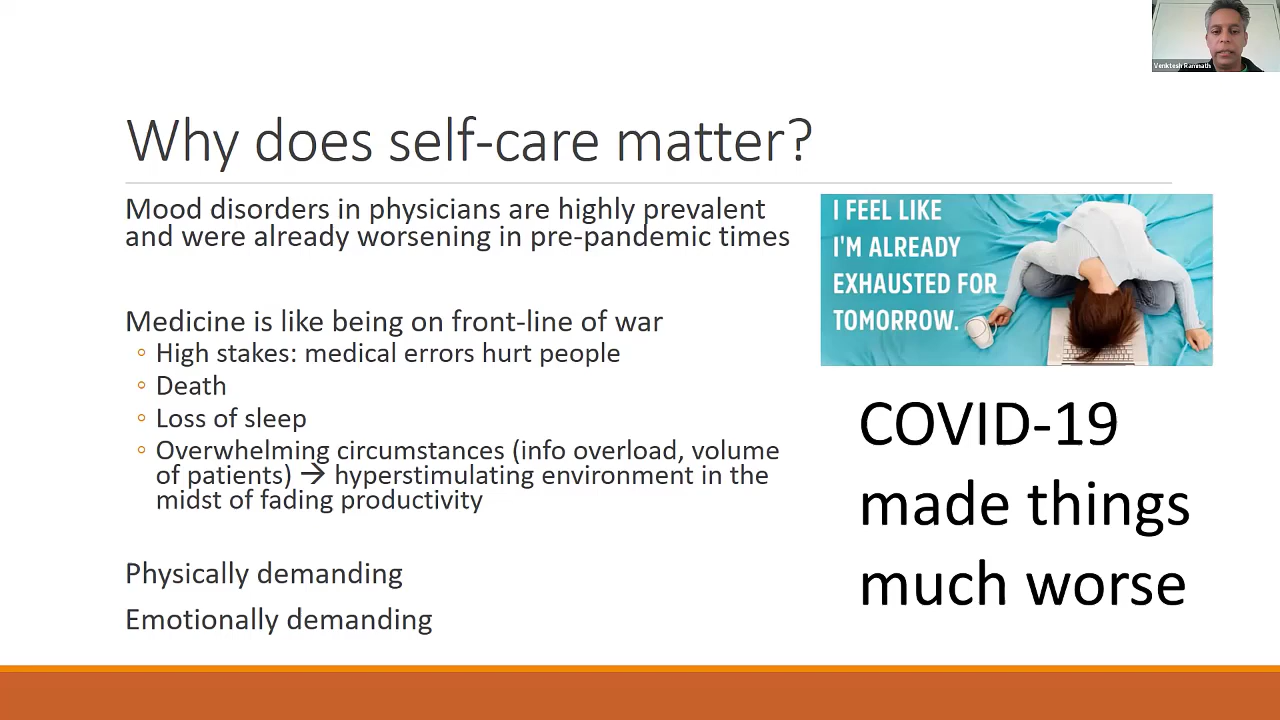 Venktesh Ramnath
Why does self-care matter?
Mood disorders in physicians are highly prevalent
and were already worsening in pre-pandemic times
Medicine is like being on front-line of war
◦ High stakes: medical errors hurt people
◦ Death
◦ Loss of sleep
◦ Overwhelming circumstances (info overload, volume
of patients) → hyperstimulating environment in the
midst of fading productivity
Physically demanding
Emotionally demanding
I FEEL LIKE
I'M ALREADY
EXHAUSTED FOR
TOMORROW.
COVID-19
made things
much worse